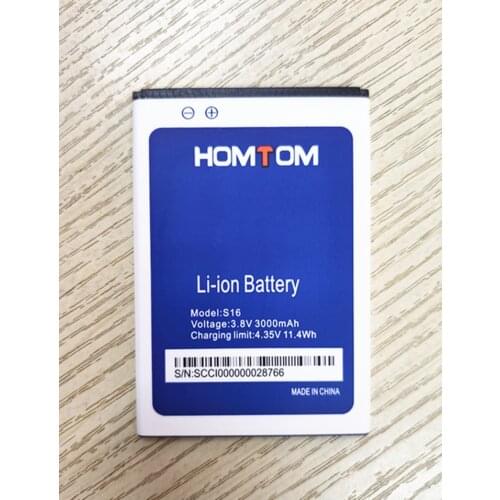 ⊖ ⊕
HOMTOM
Li-ion Battery
Model:S16
Voltage:3.8V 3000mAh
Charging limit:4.35V 11.4Wh
S/N:SCCI000000028766
MADE IN CHINA